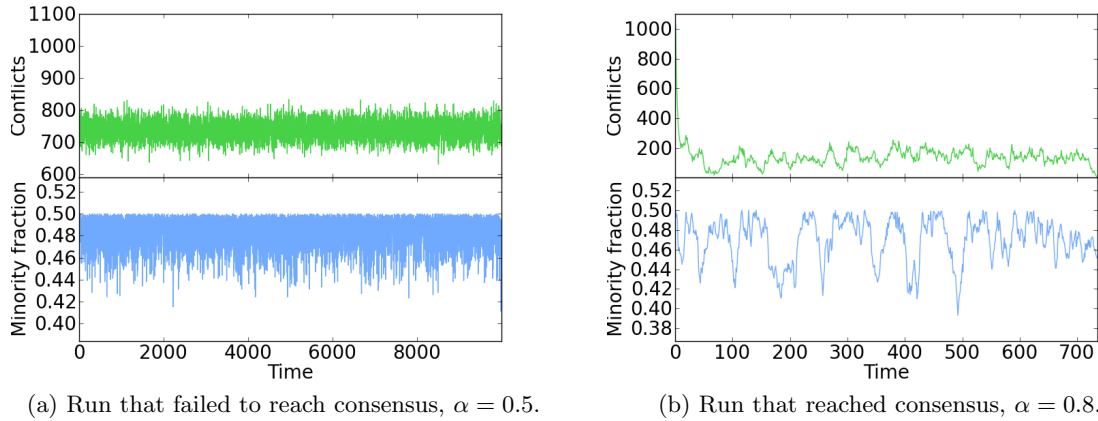 1100
1000
900
800
700
600
Conflicts
0.52
0.50
0.48
0.46
0.44
0.42
0.40
Minority fraction
0 2000 4000 6000 8000
Time
(a) Run that failed to reach consensus, α = 0.5.
1000
800
600
400
200
Conflicts
0.52
0.50
0.48
0.46
0.44
0.42
0.40
0.38
Minority fraction
0 100 200 300 400 500 600 700
Time
(b) Run that reached consensus, α = 0.8.